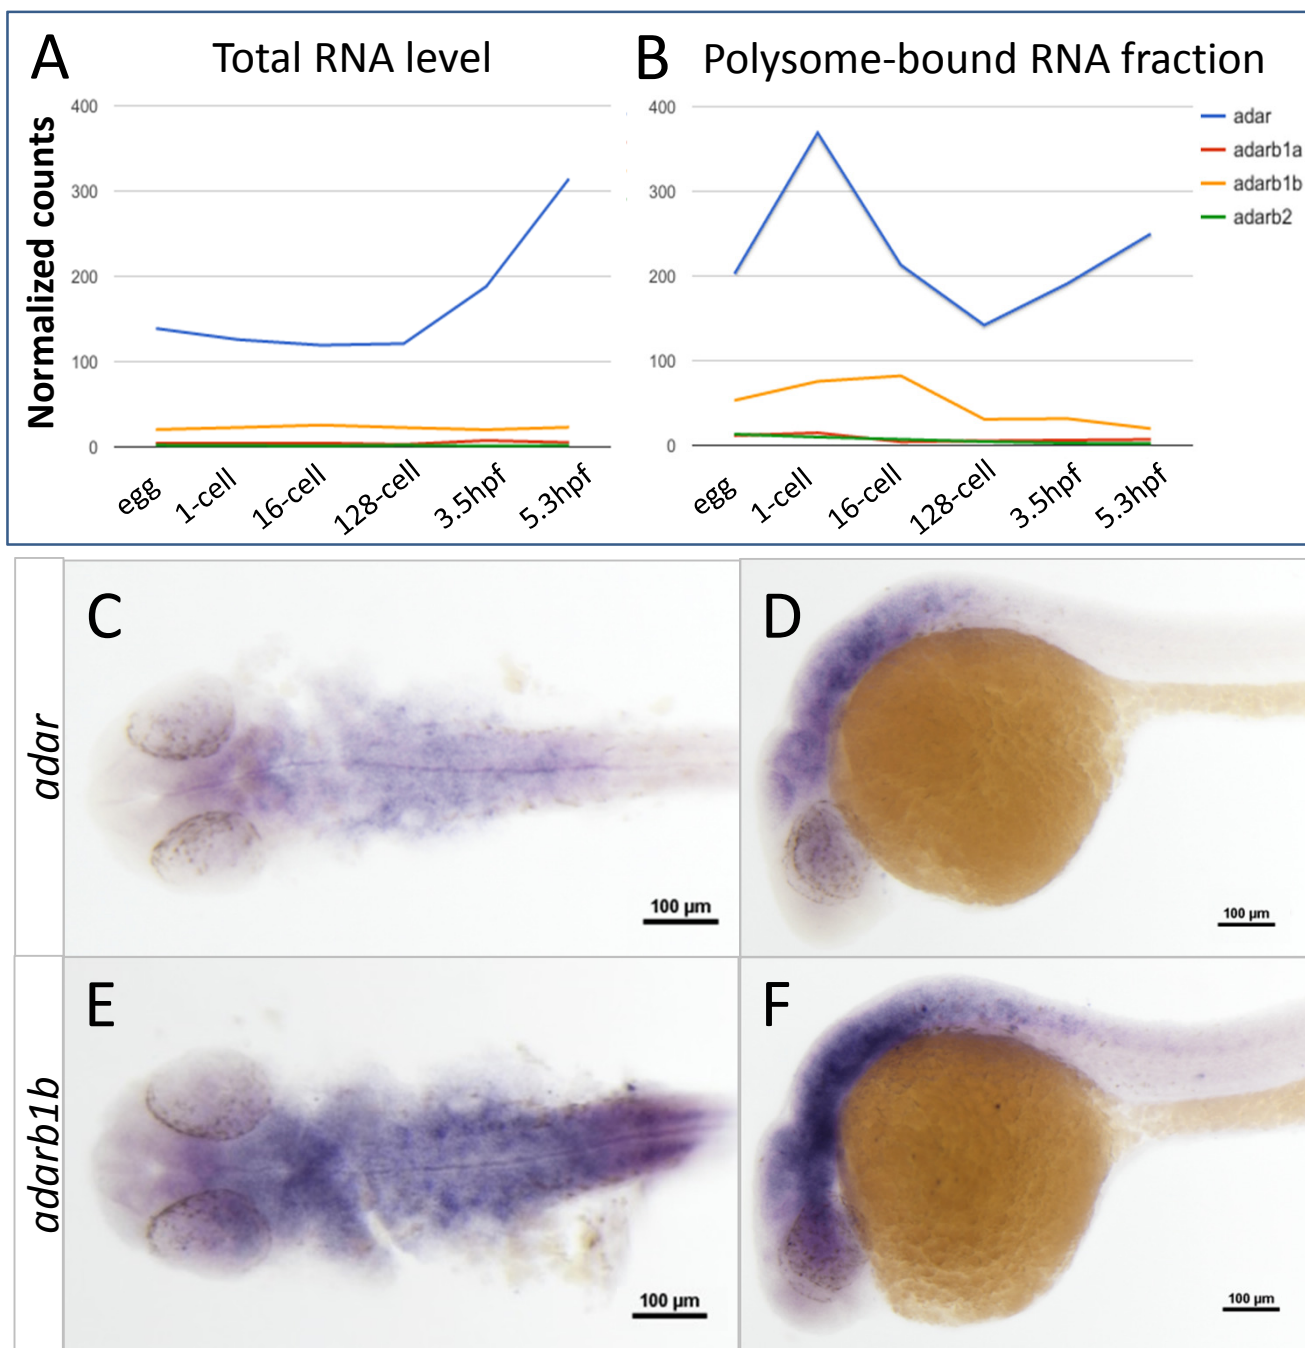 A Total RNA level
B Polysome-bound RNA fraction
Normalized counts
400
300
200
100
0
egg
1-cell
16-cell
128-cell
3.5hpf
5.3hpf
400
300
200
100
0
egg
1-cell
16-cell
128-cell
3.5hpf
5.3hpf
adar
adarb1a
adarb1b
adarb2
adar
C
100 µm
D
100 µm
adarb1b
E
100 µm
F
100 µm